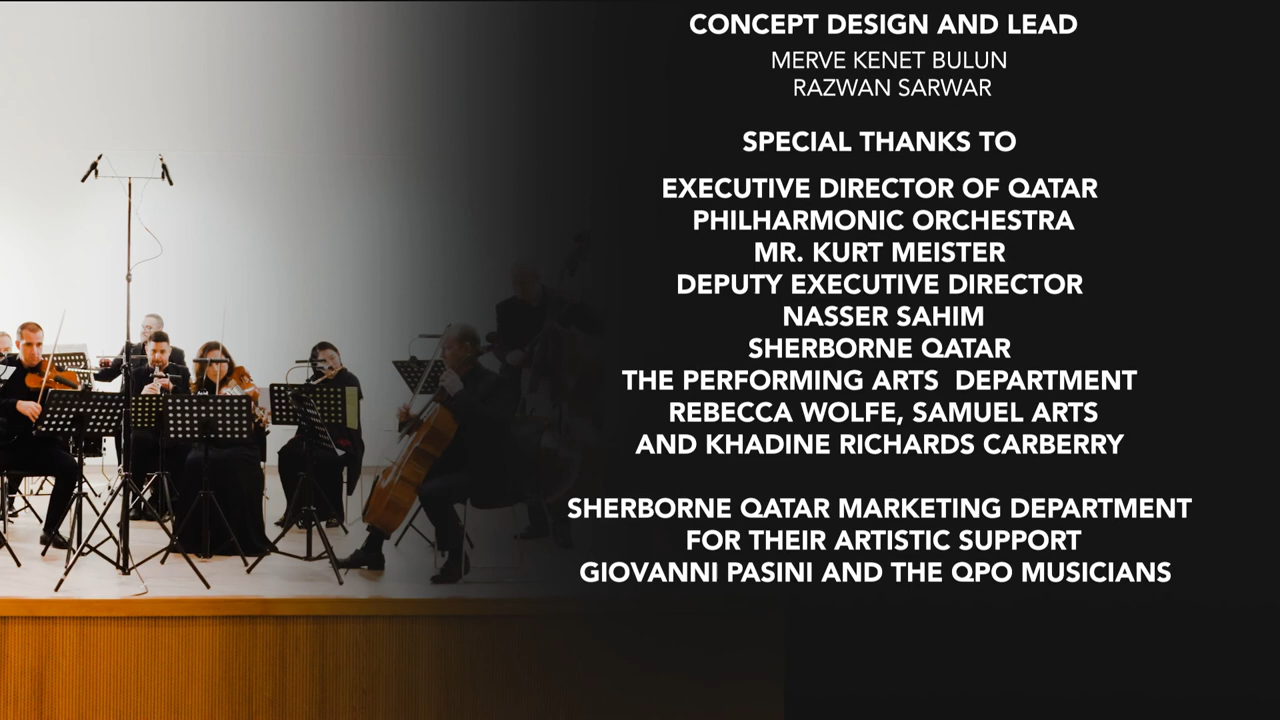 CONCEPT DESIGN AND LEAD
MERVE KENET BULUN
RAZWAN SARWAR
SPECIAL THANKS TO
EXECUTIVE DIRECTOR OF QATAR
PHILHARMONIC ORCHESTRA
MR. KURT MEISTER
DEPUTY EXECUTIVE DIRECTOR
NASSER SAHIM
SHERBORNE QATAR
THE PERFORMING ARTS DEPARTMENT
REBECCA WOLFE, SAMUEL ARTS
AND KHADINE RICHARDS CARBERRY
SHERBORNE QATAR MARKETING DEPARTMENT
FOR THEIR ARTISTIC SUPPORT
GIOVANNI PASINI AND THE QPO MUSICIANS